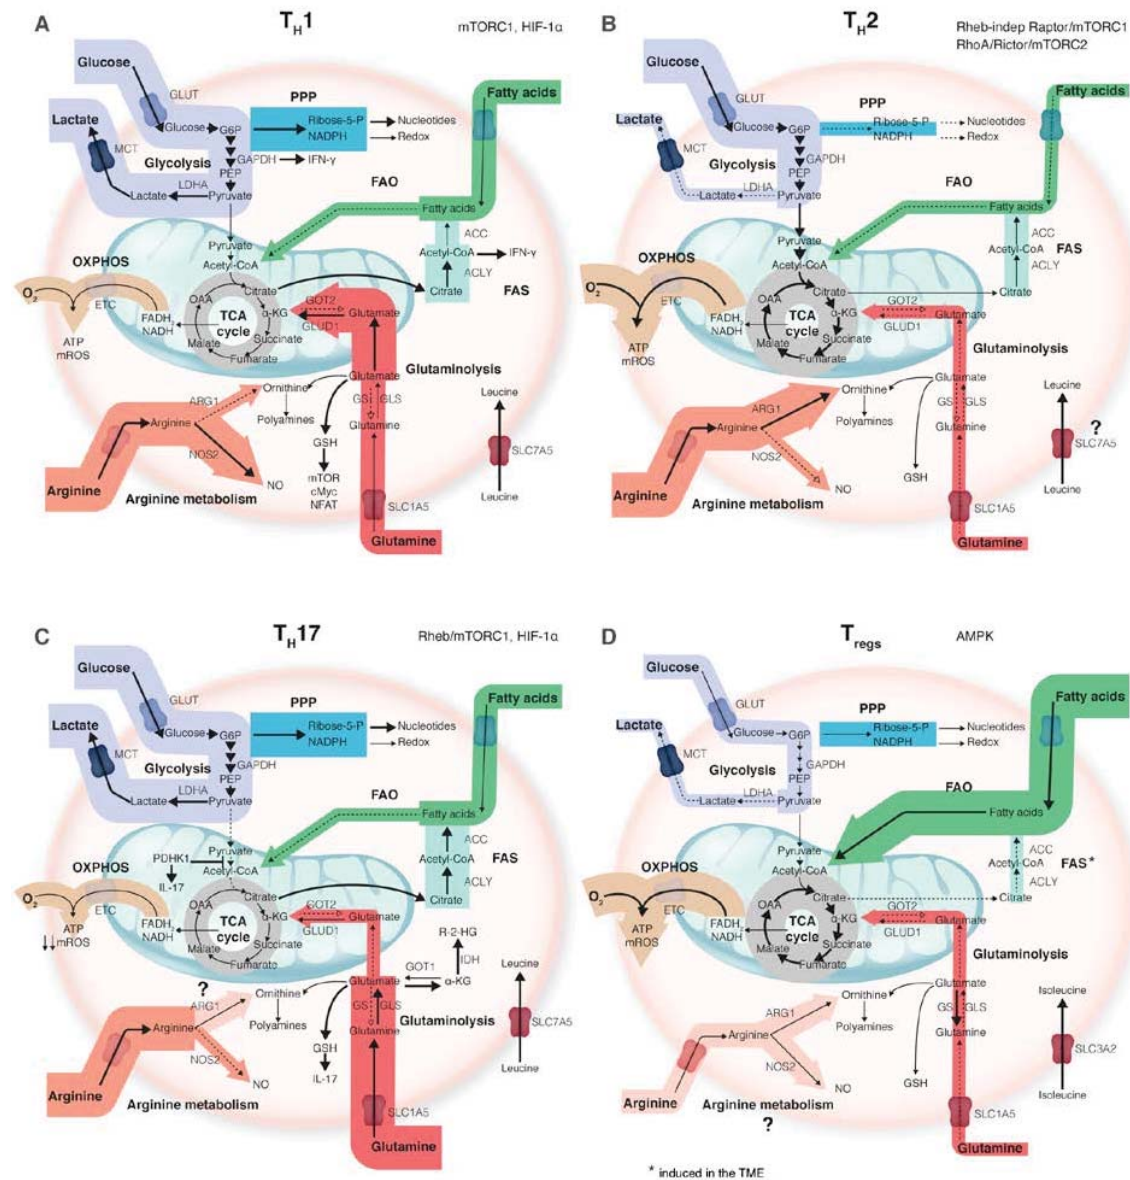 A
TH1
mTORC1, HIF-1α
Glucose
GLUT
Fatty acids
PPP
Lactate
Glucose
G6P
Ribose-5-P
Nucleotides
NADPH
Redox
MCT
Glycolysis
GAPDH
IFN-γ
PEP
LDHA
FAO
Lactate
Pyruvate
Fatty acids
ACC
Pyruvate
Acetyl-CoA
IFN-γ
OXPHOS
Acetyl-CoA
ACLY
Citrate
Citrate
FAS
O2
ETC
OAA
GOT2
FADH2
NADH
TCA
cycle
α-KG
Glutamate
GLUD1
ATP
mROS
Malate
Succinate
Fumarate
Glutaminolysis
Glutamate
Ornithine
Leucine
ARG1
GS
GLS
Polyamines
Arginine
Glutamine
GSH
SLC7A5
NOS2
mTOR
cMyc
NFAT
NO
Arginine
Arginine metabolism
Leucine
SLC1A5
Glutamine
B
TH2
Rheb-indep Raptor/mTORC1
RhoA/Rictor/mTORC2
Glucose
GLUT
Fatty acids
PPP
Lactate
Glucose
G6P
Ribose-5-P
Nucleotides
NADPH
Redox
MCT
Glycolysis
GAPDH
PEP
LDHA
FAO
Lactate
Pyruvate
Fatty acids
ACC
Pyruvate
Acetyl-CoA
FAS
OXPHOS
Acetyl-CoA
ACLY
Citrate
Citrate
O2
ETC
OAA
GOT2
FADH2
NADH
TCA
cycle
α-KG
Glutamate
GLUD1
ATP
mROS
Malate
Succinate
Fumarate
Glutaminolysis
Glutamate
Ornithine
Leucine
ARG1
GS
GLS
Polyamines
Arginine
Glutamine
?
SLC7A5
NOS2
GSH
NO
Arginine
Arginine metabolism
Leucine
SLC1A5
Glutamine
C
TH17
Rheb/mTORC1, HIF-1α
Glucose
GLUT
Fatty acids
PPP
Lactate
Glucose
G6P
Ribose-5-P
Nucleotides
NADPH
Redox
MCT
Glycolysis
GAPDH
PEP
LDHA
FAO
Lactate
Pyruvate
Fatty acids
ACC
Pyruvate
PDHK1
Acetyl-CoA
FAS
OXPHOS
Acetyl-CoA
ACLY
IL-17
Citrate
Citrate
O2
ETC
OAA
GOT2
FADH2
NADH
TCA
cycle
α-KG
Glutamate
GLUD1
R-2-HG
ATP
↓↓mROS
Malate
Succinate
Fumarate
IDH
GOT1
Leucine
Glutamate
α-KG
?
Ornithine
ARG1
GS
GLS
Glutaminolysis
Polyamines
Arginine
Glutamine
SLC7A5
GSH
NOS2
IL-17
NO
Leucine
Arginine
Arginine metabolism
SLC1A5
Glutamine
D
Tregs
AMPK
Glucose
GLUT
Fatty acids
PPP
Lactate
Glucose
G6P
Ribose-5-P
Nucleotides
NADPH
Redox
MCT
GAPDH
Glycolysis
PEP
LDHA
FAO
Lactate
Pyruvate
Fatty acids
ACC
Pyruvate
Acetyl-CoA
FAS*
OXPHOS
Acetyl-CoA
ACLY
Citrate
Citrate
O2
ETC
OAA
GOT2
FADH2
NADH
TCA
cycle
α-KG
Glutamate
GLUD1
ATP
mROS
Malate
Succinate
Fumarate
Glutaminolysis
Glutamate
Ornithine
Isoleucine
ARG1
GS
GLS
Polyamines
Arginine
Glutamine
SLC3A2
NOS2
GSH
NO
Isoleucine
Arginine
Arginine metabolism
?
SLC1A5
Glutamine
* induced in the TME